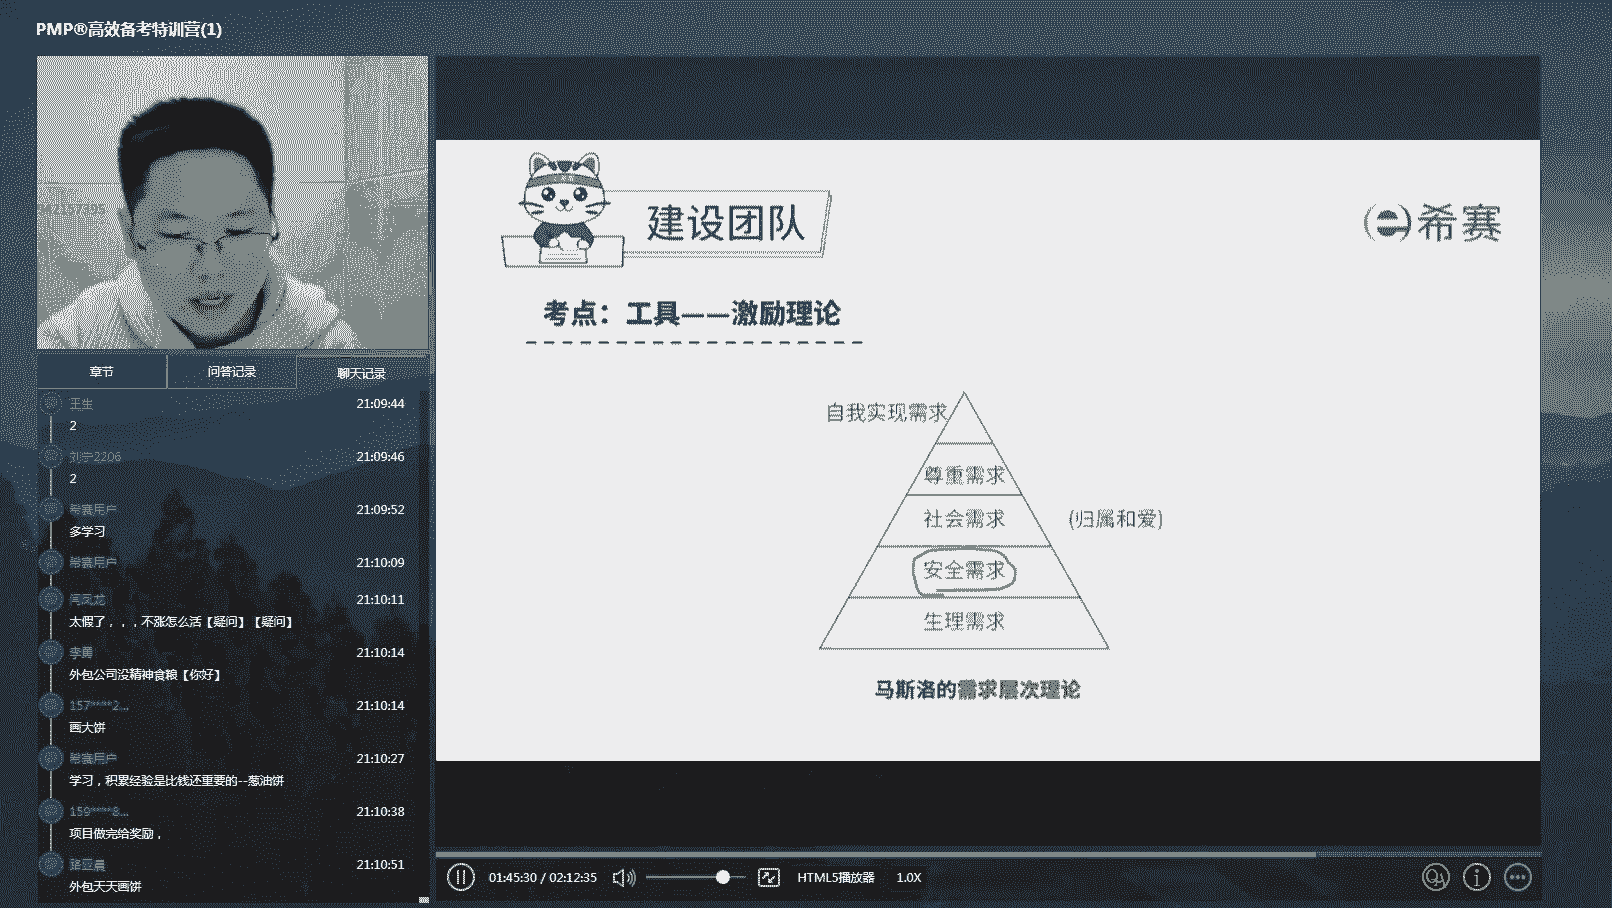 PMP®高效备考特训营(1)
建设团队
希赛
考点：工具——激励理论
自我实现需求
尊重需求
社会需求
(归属和爱)
安全需求
生理需求
马斯洛的需求层次理论
章节
问答记录
聊天记录
王生
21:09:44
2
刘宇2206
21:09:46
2
希赛用户
21:09:52
多学习
希赛用户
21:10:09
闫凤龙
21:10:11
太假了，，，不涨怎么活【疑问】【疑问】
李勇
21:10:14
外包公司没精神食粮【你好】
157****2...
21:10:14
画大饼
希赛用户
21:10:27
学习，积累经验是比钱还重要的--葱油饼
159****8...
21:10:38
项目做完给奖励，
21:10:51
外包天天画饼
01:45:30 / 02:12:35
HTML5播放器
1.0X